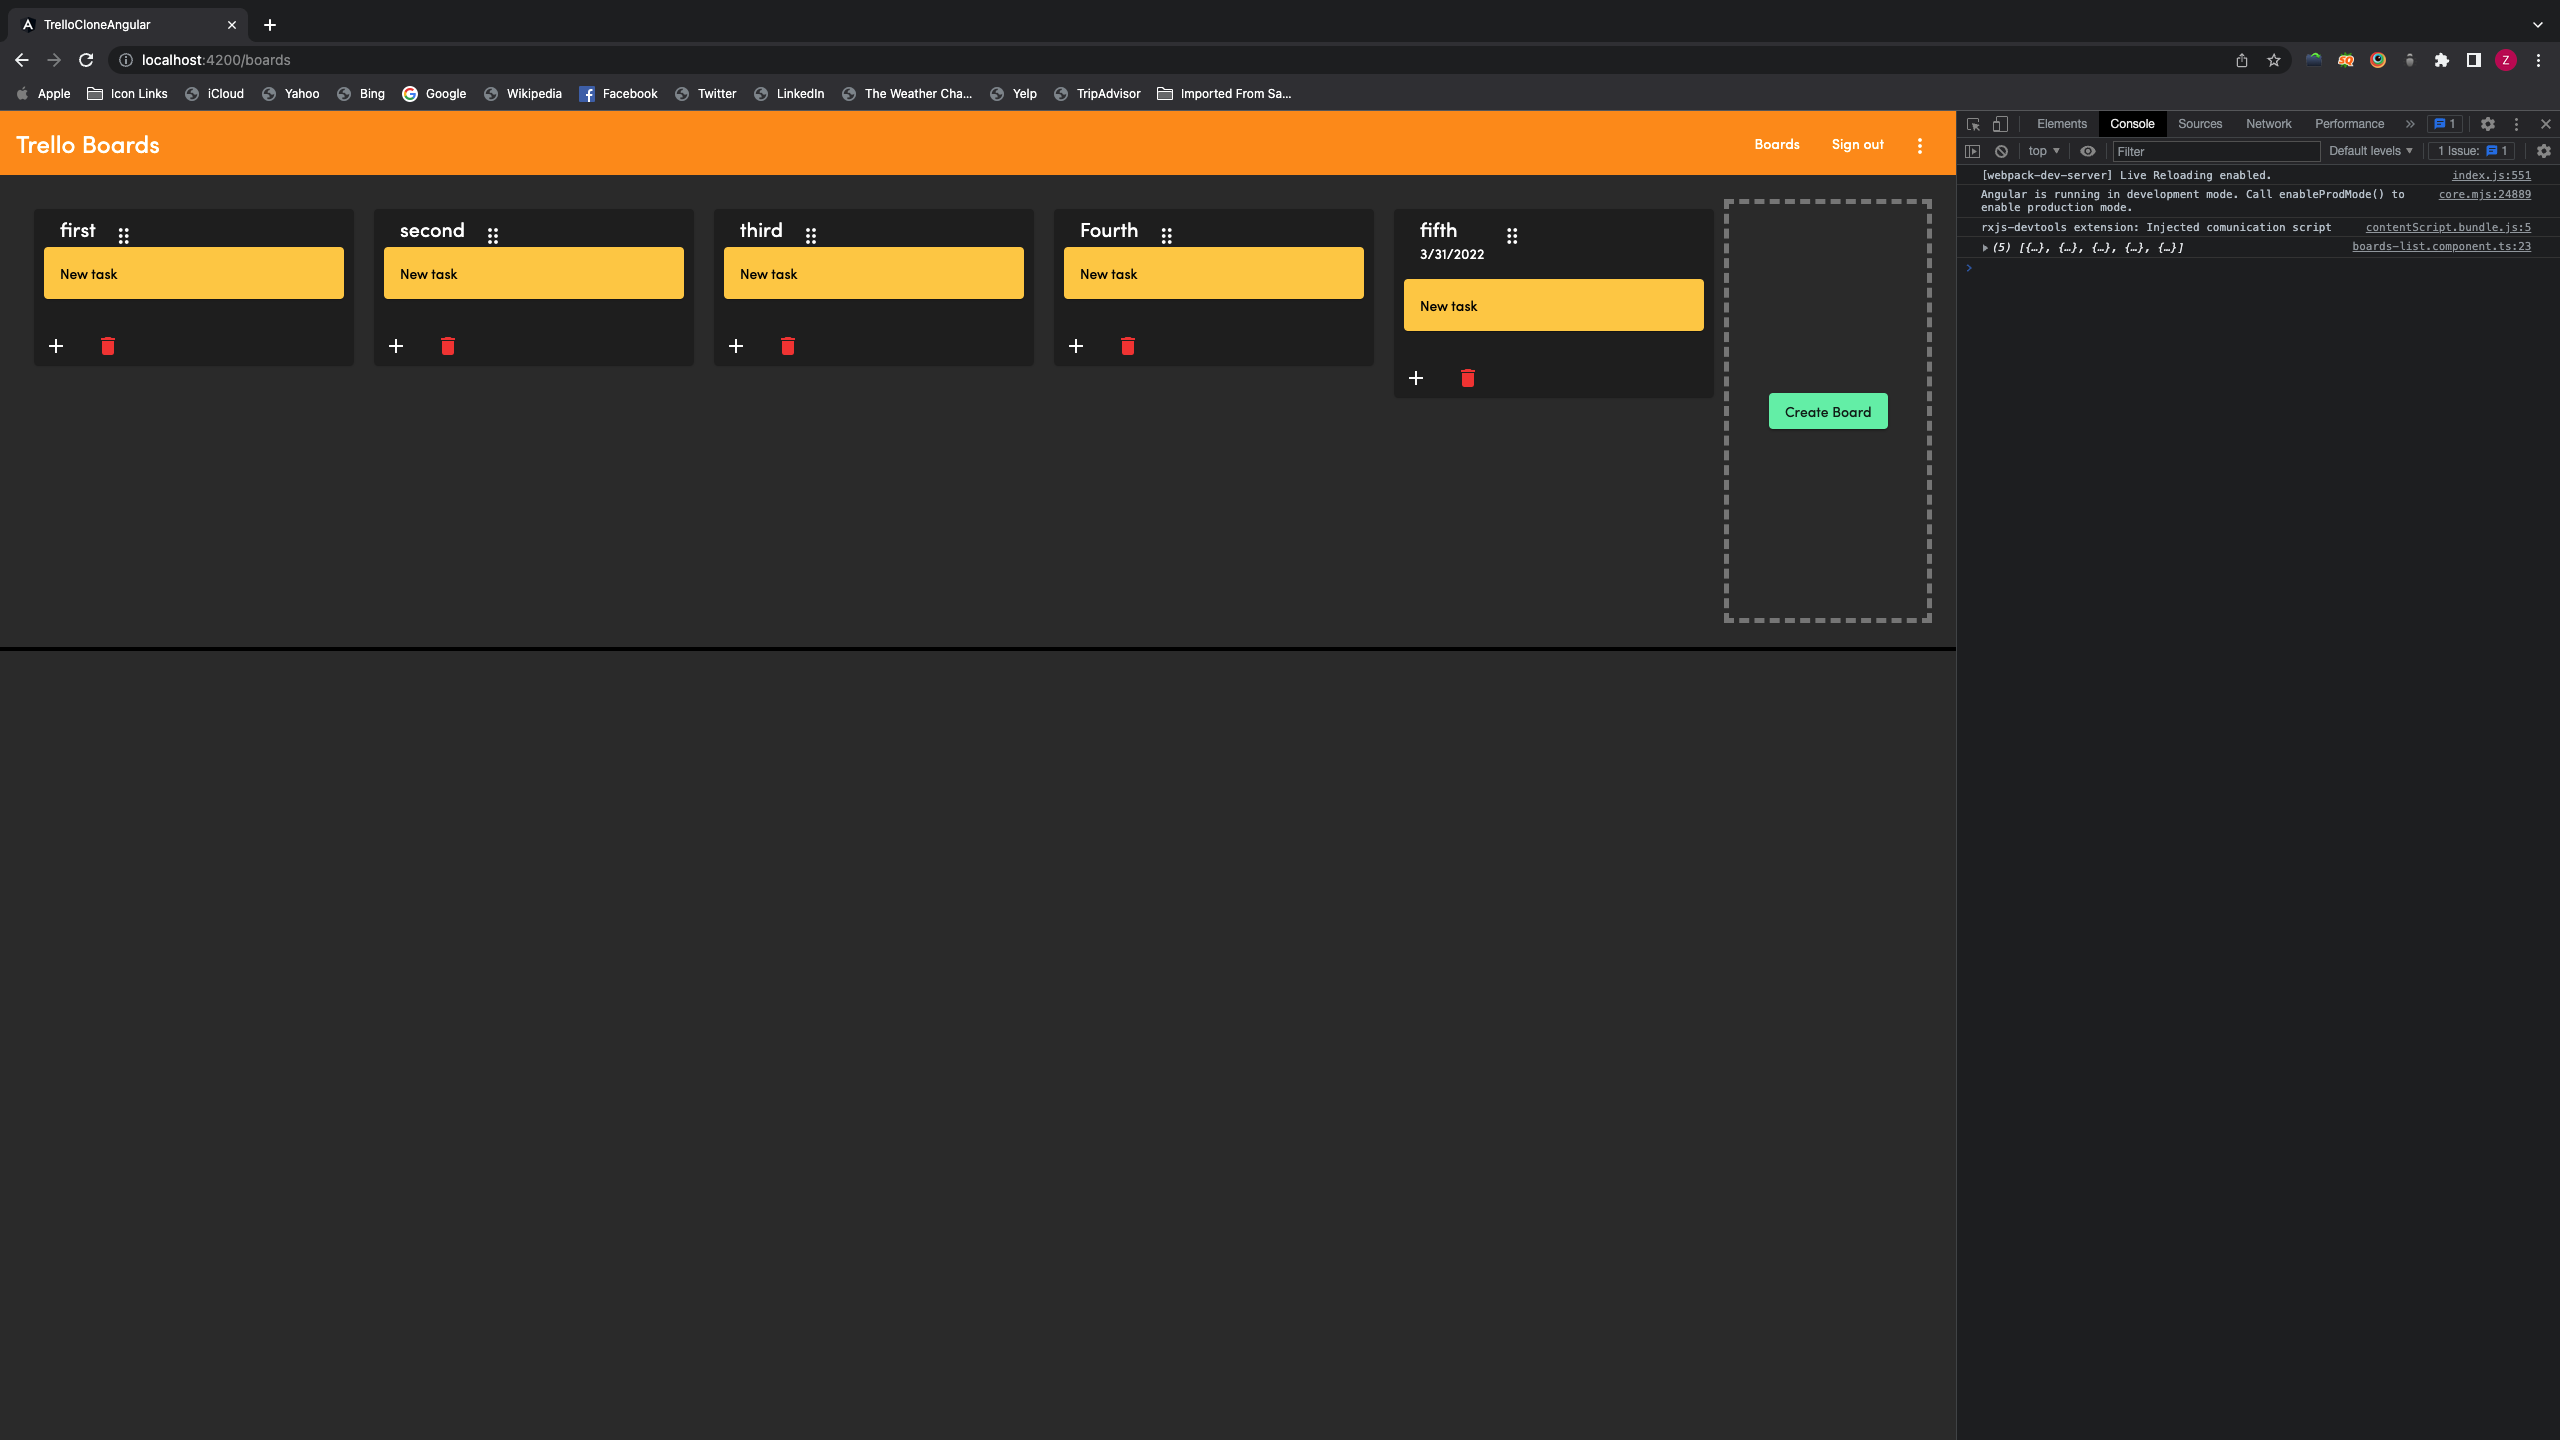 TrelloCloneAngular
localhost:4200/boards
Z
Apple Icon Links iCloud Yahoo Bing Google Wikipedia Facebook Twitter LinkedIn The Weather Cha... Yelp TripAdvisor Imported From Sa...
Trello Boards Boards Sign out
first second third Fourth fifth
3/31/2022
New task New task New task New task
New task
Create Board
Elements Console Sources Network Performance » 1
top Filter Default levels 1 Issue: 1
[webpack-dev-server] Live Reloading enabled. index.js:551
Angular is running in development mode. Call enableProdMode() to core.mjs:24889
enable production mode.
rxjs-devtools extension: Injected comunication script contentScript.bundle.js:5
(5) [{…}, {…}, {…}, {…}, {…}] boards-list.component.ts:23